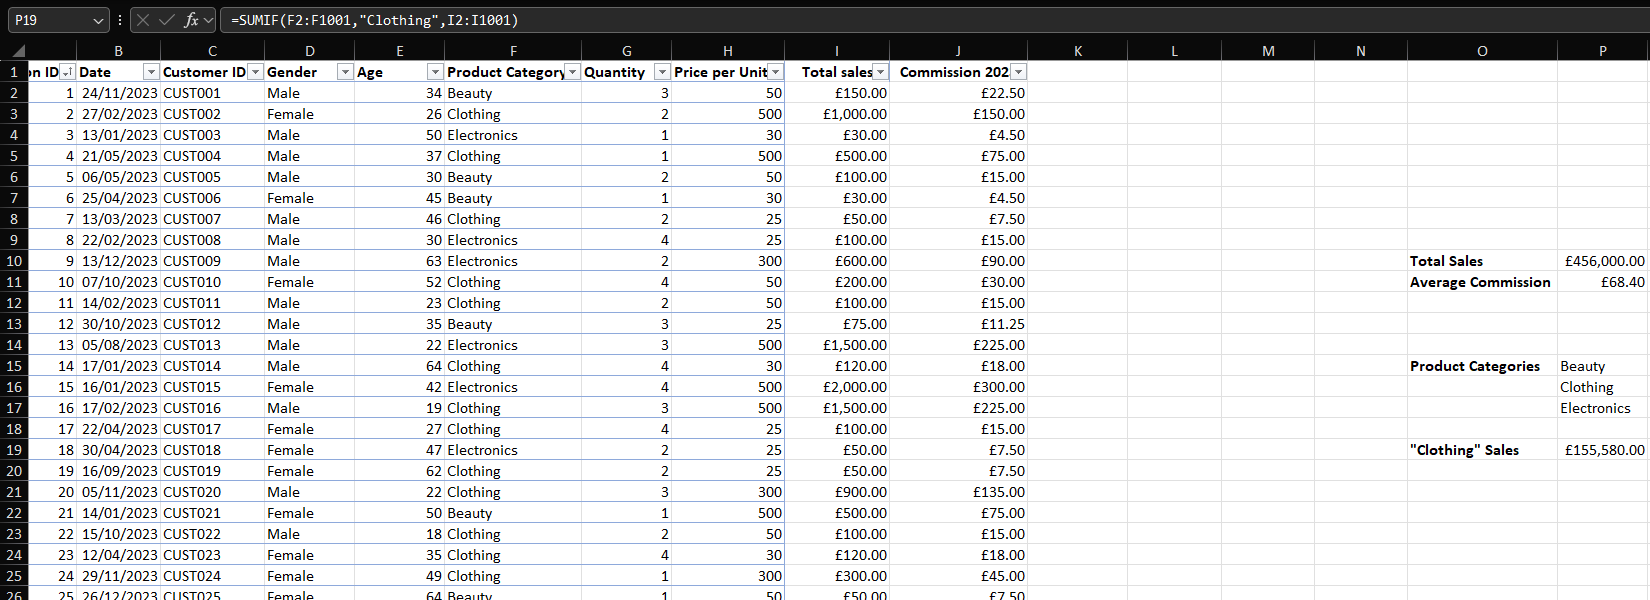 P19 fx =SUMIF(F2:F1001,"Clothing",I2:I1001)
B C D E F G H I J K L M N O P
1 n ID Date Customer ID Gender Age Product Category Quantity Price per Unit Total sales Commission 202
2 1 24/11/2023 CUST001 Male 34 Beauty 3 50 £150.00 £22.50
3 2 27/02/2023 CUST002 Female 26 Clothing 2 500 £1,000.00 £150.00
4 3 13/01/2023 CUST003 Male 50 Electronics 1 30 £30.00 £4.50
5 4 21/05/2023 CUST004 Male 37 Clothing 1 500 £500.00 £75.00
6 5 06/05/2023 CUST005 Male 30 Beauty 2 50 £100.00 £15.00
7 6 25/04/2023 CUST006 Female 45 Beauty 1 30 £30.00 £4.50
8 7 13/03/2023 CUST007 Male 46 Clothing 2 25 £50.00 £7.50
9 8 22/02/2023 CUST008 Male 30 Electronics 4 25 £100.00 £15.00
10 9 13/12/2023 CUST009 Male 63 Electronics 2 300 £600.00 £90.00 Total Sales £456,000.00
11 10 07/10/2023 CUST010 Female 52 Clothing 4 50 £200.00 £30.00 Average Commission £68.40
12 11 14/02/2023 CUST011 Male 23 Clothing 2 50 £100.00 £15.00
13 12 30/10/2023 CUST012 Male 35 Beauty 3 25 £75.00 £11.25
14 13 05/08/2023 CUST013 Male 22 Electronics 3 500 £1,500.00 £225.00
15 14 17/01/2023 CUST014 Male 64 Clothing 4 30 £120.00 £18.00 Product Categories Beauty
16 15 16/01/2023 CUST015 Female 42 Electronics 4 500 £2,000.00 £300.00 Clothing
17 16 17/02/2023 CUST016 Male 19 Clothing 3 500 £1,500.00 £225.00 Electronics
18 17 22/04/2023 CUST017 Female 27 Clothing 4 25 £100.00 £15.00
19 18 30/04/2023 CUST018 Female 47 Electronics 2 25 £50.00 £7.50 "Clothing" Sales £155,580.00
20 19 16/09/2023 CUST019 Female 62 Clothing 2 25 £50.00 £7.50
21 20 05/11/2023 CUST020 Male 22 Clothing 3 300 £900.00 £135.00
22 21 14/01/2023 CUST021 Female 50 Beauty 1 500 £500.00 £75.00
23 22 15/10/2023 CUST022 Male 18 Clothing 2 50 £100.00 £15.00
24 23 12/04/2023 CUST023 Female 35 Clothing 4 30 £120.00 £18.00
25 24 29/11/2023 CUST024 Female 49 Clothing 1 300 £300.00 £45.00
26 25 26/12/2023 CUST025 Female 64 Beauty 1 50 £50.00 £7.50